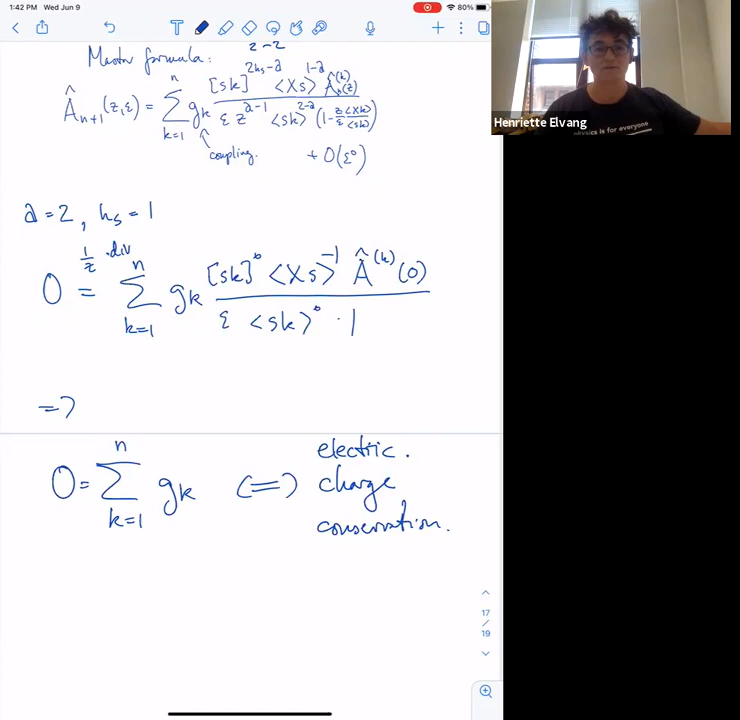 1:42 PM Wed Jun 9
80%
Master formula:
Â_{n+1}(z,ε) = Σ_{k=1}^{n} g_k [sk]^{2h_s-a} <Xs>^{1-a} Â_n^{(k)}(z) / ε z^{a-1} <sk>^{2-a} (1 - z/ε <Xk>/<sk>)
coupling. + O(ε⁰)
a=2, h_s=1
1/z div
0 = Σ_{k=1}^{n} g_k [sk]^0 <Xs>^{-1} Â^{(k)}(0) / ε <sk>^0 · 1
=>
0 = Σ_{k=1}^{n} g_k <=> electric.
charge
conservation.
17
/
19
Henriette Elvang
is for everyone